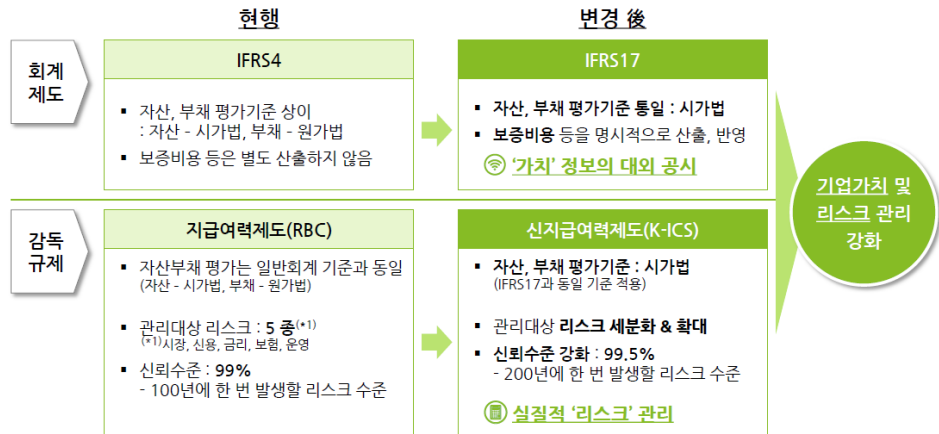 현행
변경 後
회계
제도
IFRS4
▪ 자산, 부채 평가기준 상이
: 자산 - 시가법, 부채 - 원가법
▪ 보증비용 등은 별도 산출하지 않음
IFRS17
▪ 자산, 부채 평가기준 통일 : 시가법
▪ 보증비용 등을 명시적으로 산출, 반영
‘가치’ 정보의 대외 공시
감독
규제
지급여력제도(RBC)
▪ 자산부채 평가는 일반회계 기준과 동일
(자산 - 시가법, 부채 - 원가법)
▪ 관리대상 리스크 : 5 종(*1)
(*1)시장, 신용, 금리, 보험, 운영
▪ 신뢰수준 : 99%
- 100년에 한 번 발생할 리스크 수준
신지급여력제도(K-ICS)
▪ 자산, 부채 평가기준 : 시가법
(IFRS17과 동일 기준 적용)
▪ 관리대상 리스크 세분화 & 확대
▪ 신뢰수준 강화 : 99.5%
- 200년에 한 번 발생할 리스크 수준
실질적 ‘리스크’ 관리
기업가치 및
리스크 관리
강화